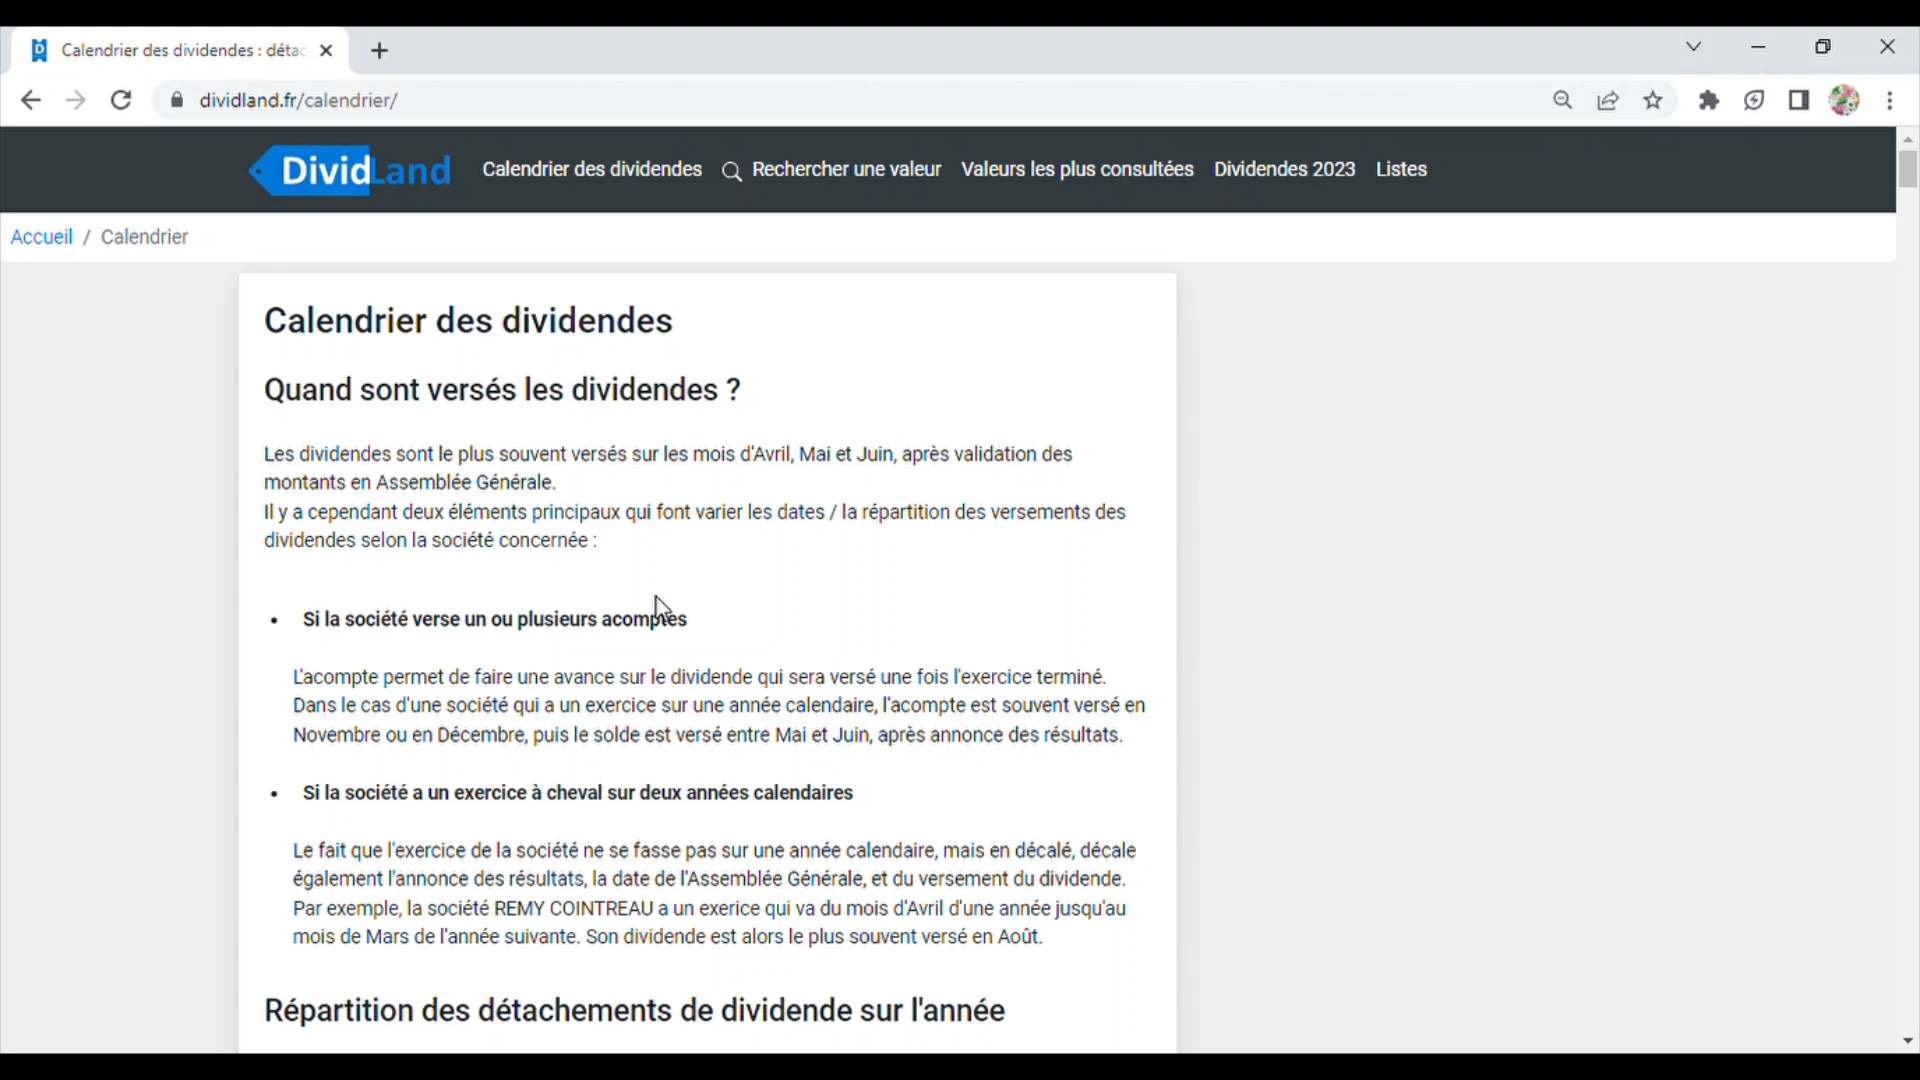 Calendrier des dividendes : détac
dividland.fr/calendrier/
DividLand
Calendrier des dividendes Rechercher une valeur Valeurs les plus consultées Dividendes 2023 Listes
Accueil / Calendrier
Calendrier des dividendes
Quand sont versés les dividendes ?
Les dividendes sont le plus souvent versés sur les mois d'Avril, Mai et Juin, après validation des
montants en Assemblée Générale.
Il y a cependant deux éléments principaux qui font varier les dates / la répartition des versements des
dividendes selon la société concernée :
• Si la société verse un ou plusieurs acomptes
L'acompte permet de faire une avance sur le dividende qui sera versé une fois l'exercice terminé.
Dans le cas d'une société qui a un exercice sur une année calendaire, l'acompte est souvent versé en
Novembre ou en Décembre, puis le solde est versé entre Mai et Juin, après annonce des résultats.
• Si la société a un exercice à cheval sur deux années calendaires
Le fait que l'exercice de la société ne se fasse pas sur une année calendaire, mais en décalé, décale
également l'annonce des résultats, la date de l'Assemblée Générale, et du versement du dividende.
Par exemple, la société REMY COINTREAU a un exerice qui va du mois d'Avril d'une année jusqu'au
mois de Mars de l'année suivante. Son dividende est alors le plus souvent versé en Août.
Répartition des détachements de dividende sur l'année